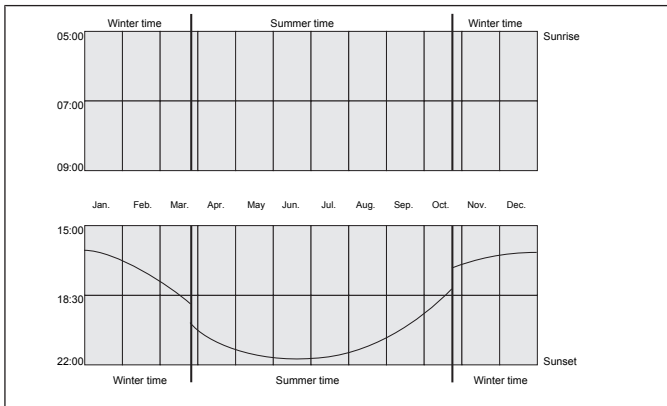 Winter time Summer time Winter time
05:00 Sunrise
07:00
09:00
Jan. Feb. Mar. Apr. May Jun. Jul. Aug. Sep. Oct. Nov. Dec.
15:00
18:30
22:00 Sunset
Winter time Summer time Winter time